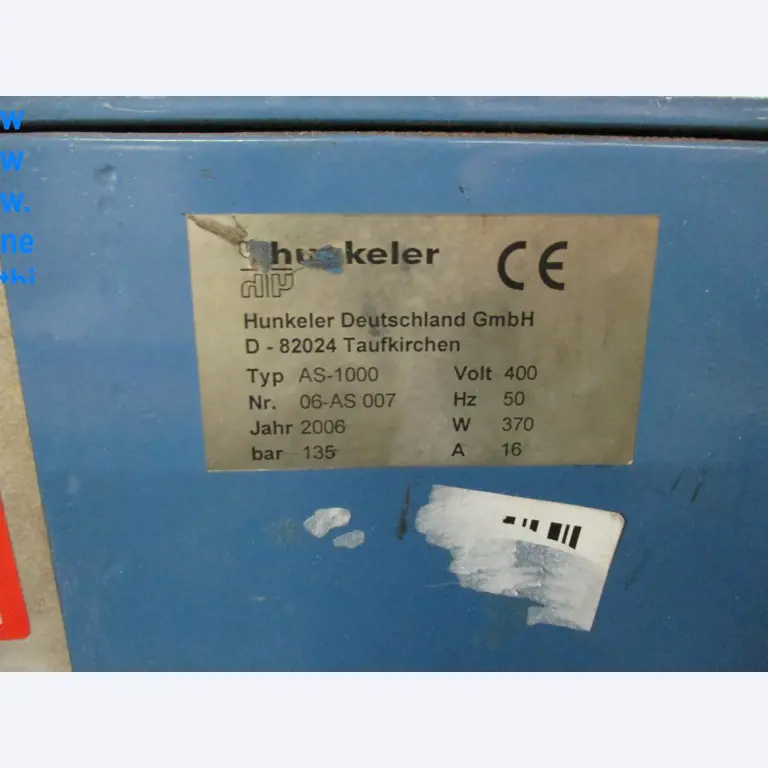 w
w
w.
ne
hunkeler
CE
Hunkeler Deutschland GmbH
D - 82024 Taufkirchen
Typ AS-1000 Volt 400
Nr. 06-AS 007 Hz 50
Jahr 2006 W 370
bar 135 A 16